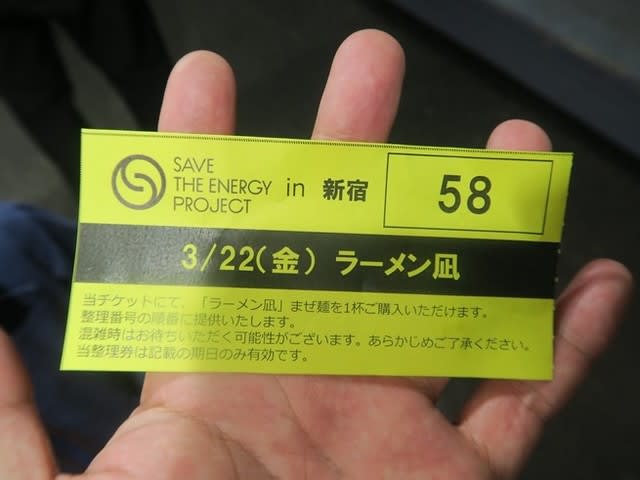 SAVE
THE ENERGY
PROJECT
in 新宿
58
3/22(金) ラーメン凪
当チケットにて、「ラーメン凪」まぜ麺を1杯ご購入いただけます。
整理番号の順番に提供いたします。
混雑時はお待ちいただく可能性がございます。あらかじめご了承ください。
当整理券は記載の期日のみ有効です。